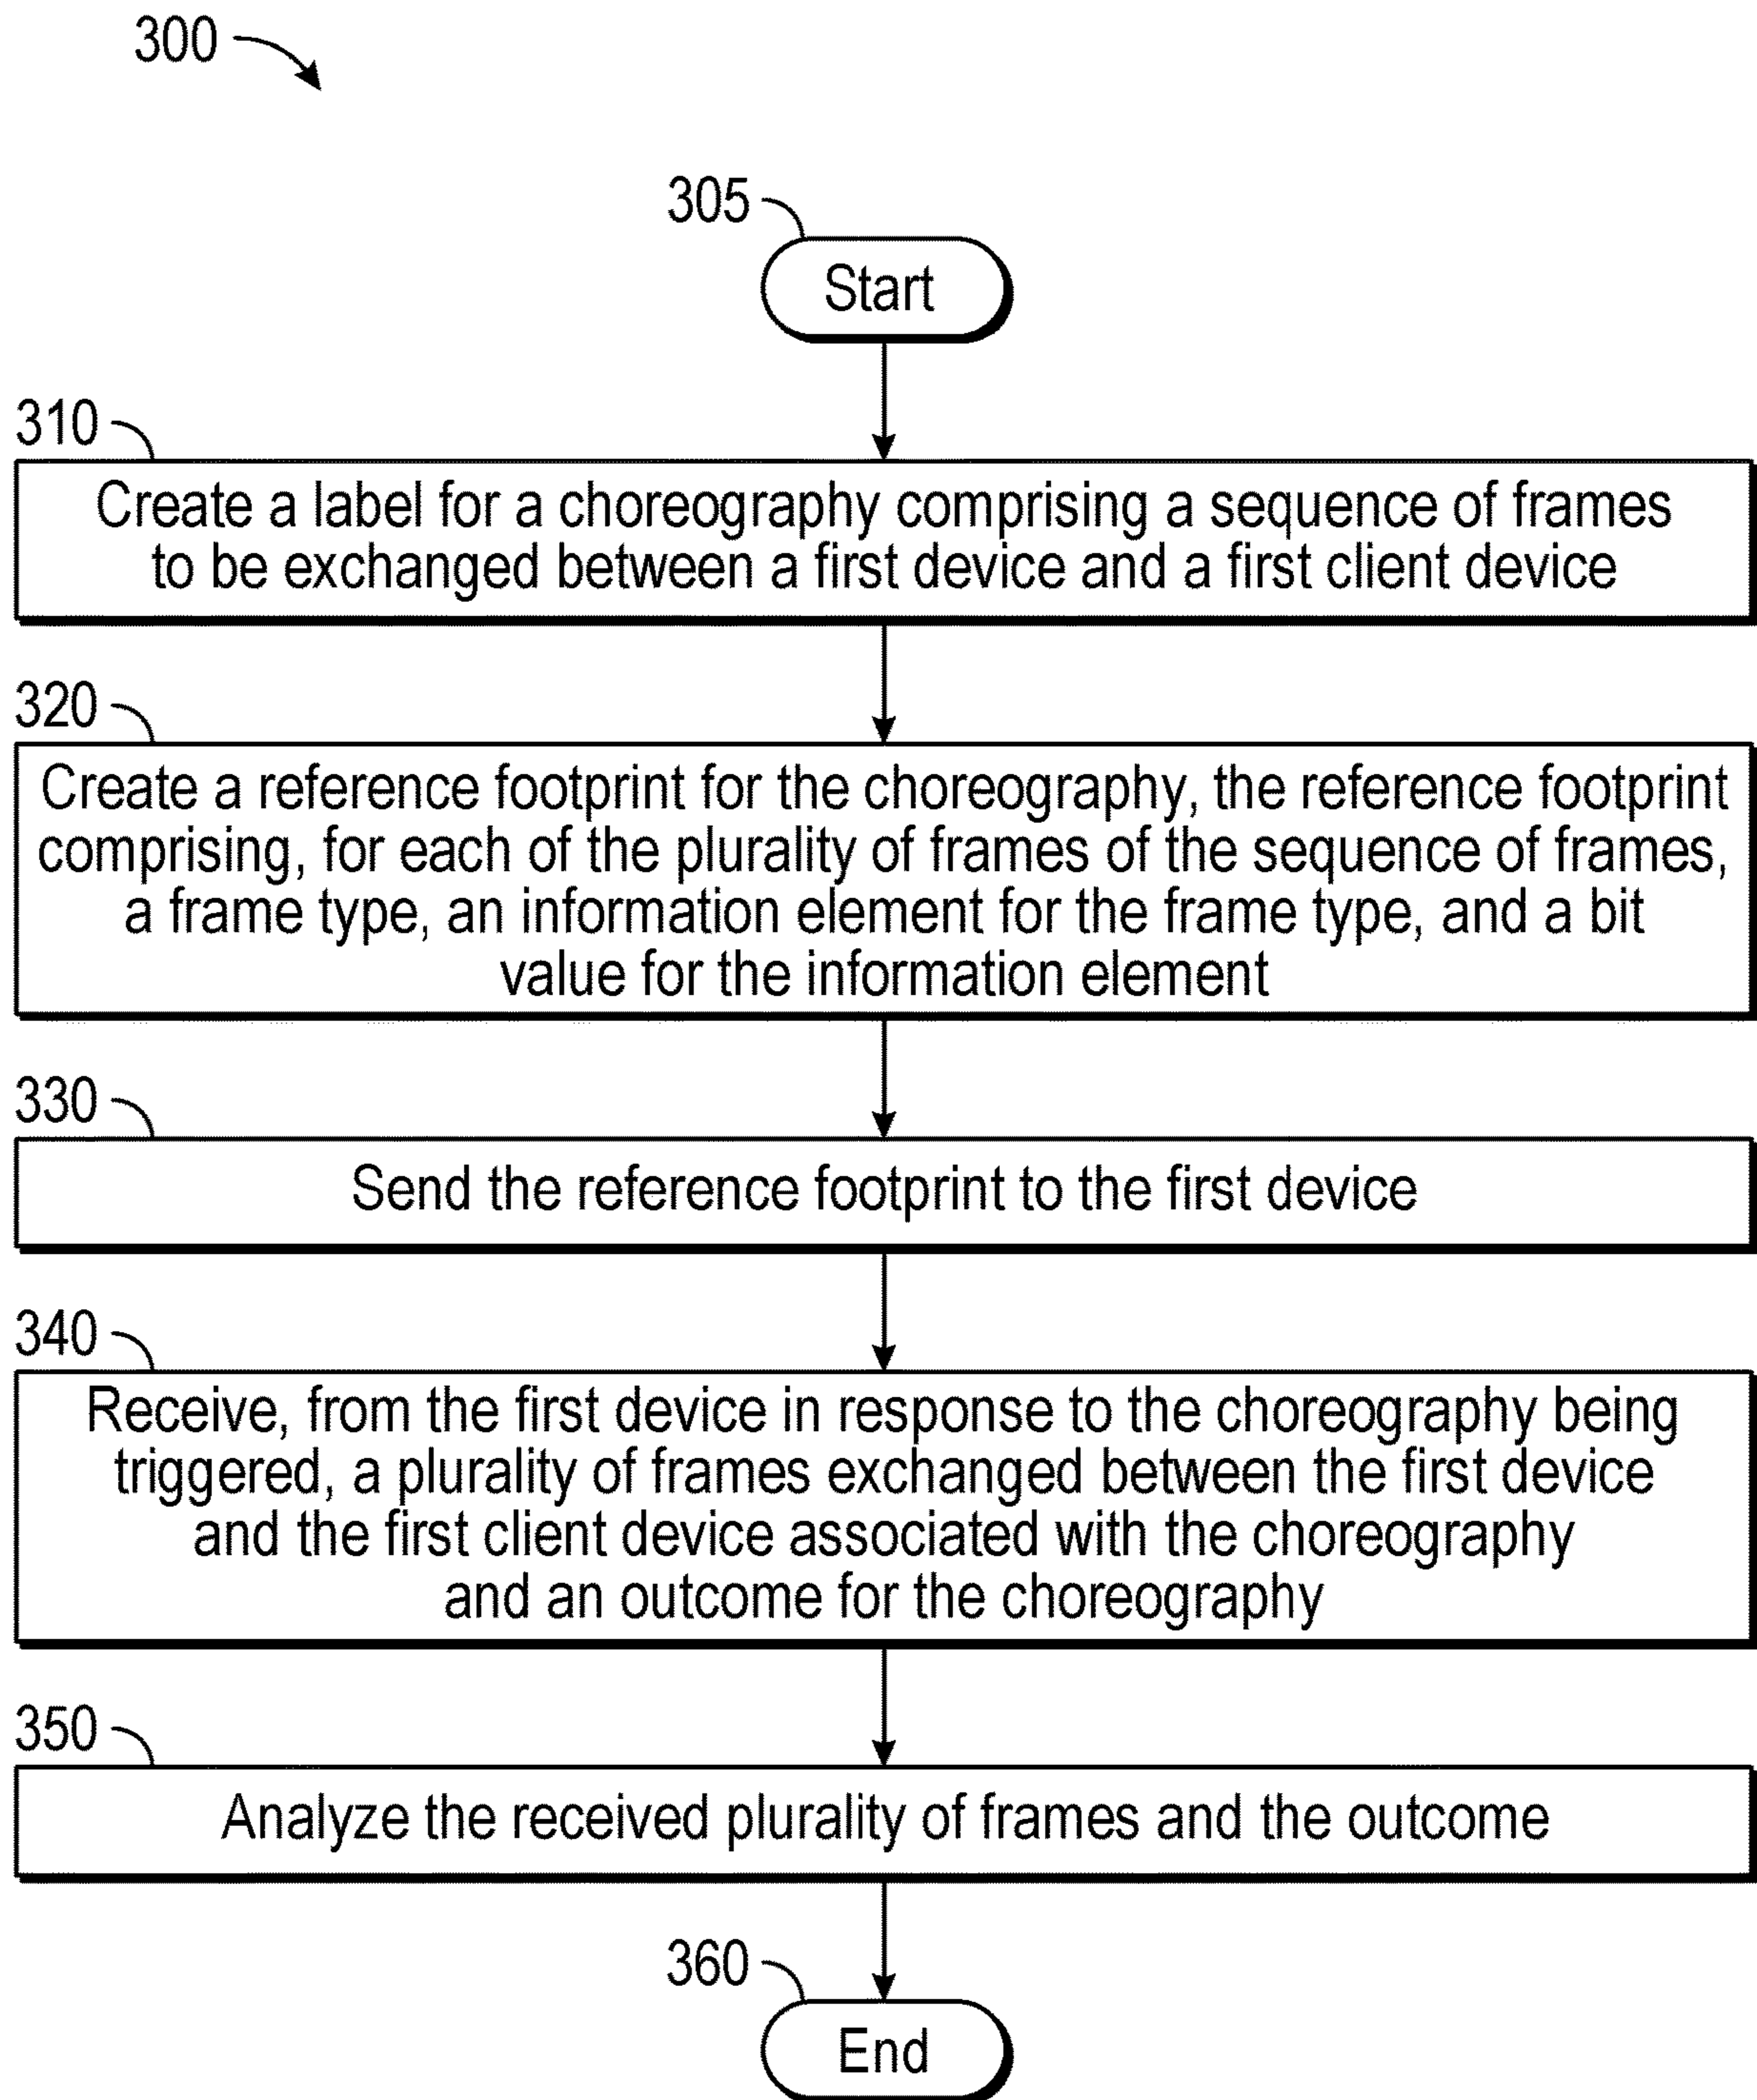 300
305
Start
310
Create a label for a choreography comprising a sequence of frames
to be exchanged between a first device and a first client device
320
Create a reference footprint for the choreography, the reference footprint
comprising, for each of the plurality of frames of the sequence of frames,
a frame type, an information element for the frame type, and a bit
value for the information element
330
Send the reference footprint to the first device
340
Receive, from the first device in response to the choreography being
triggered, a plurality of frames exchanged between the first device
and the first client device associated with the choreography
and an outcome for the choreography
350
Analyze the received plurality of frames and the outcome
360
End